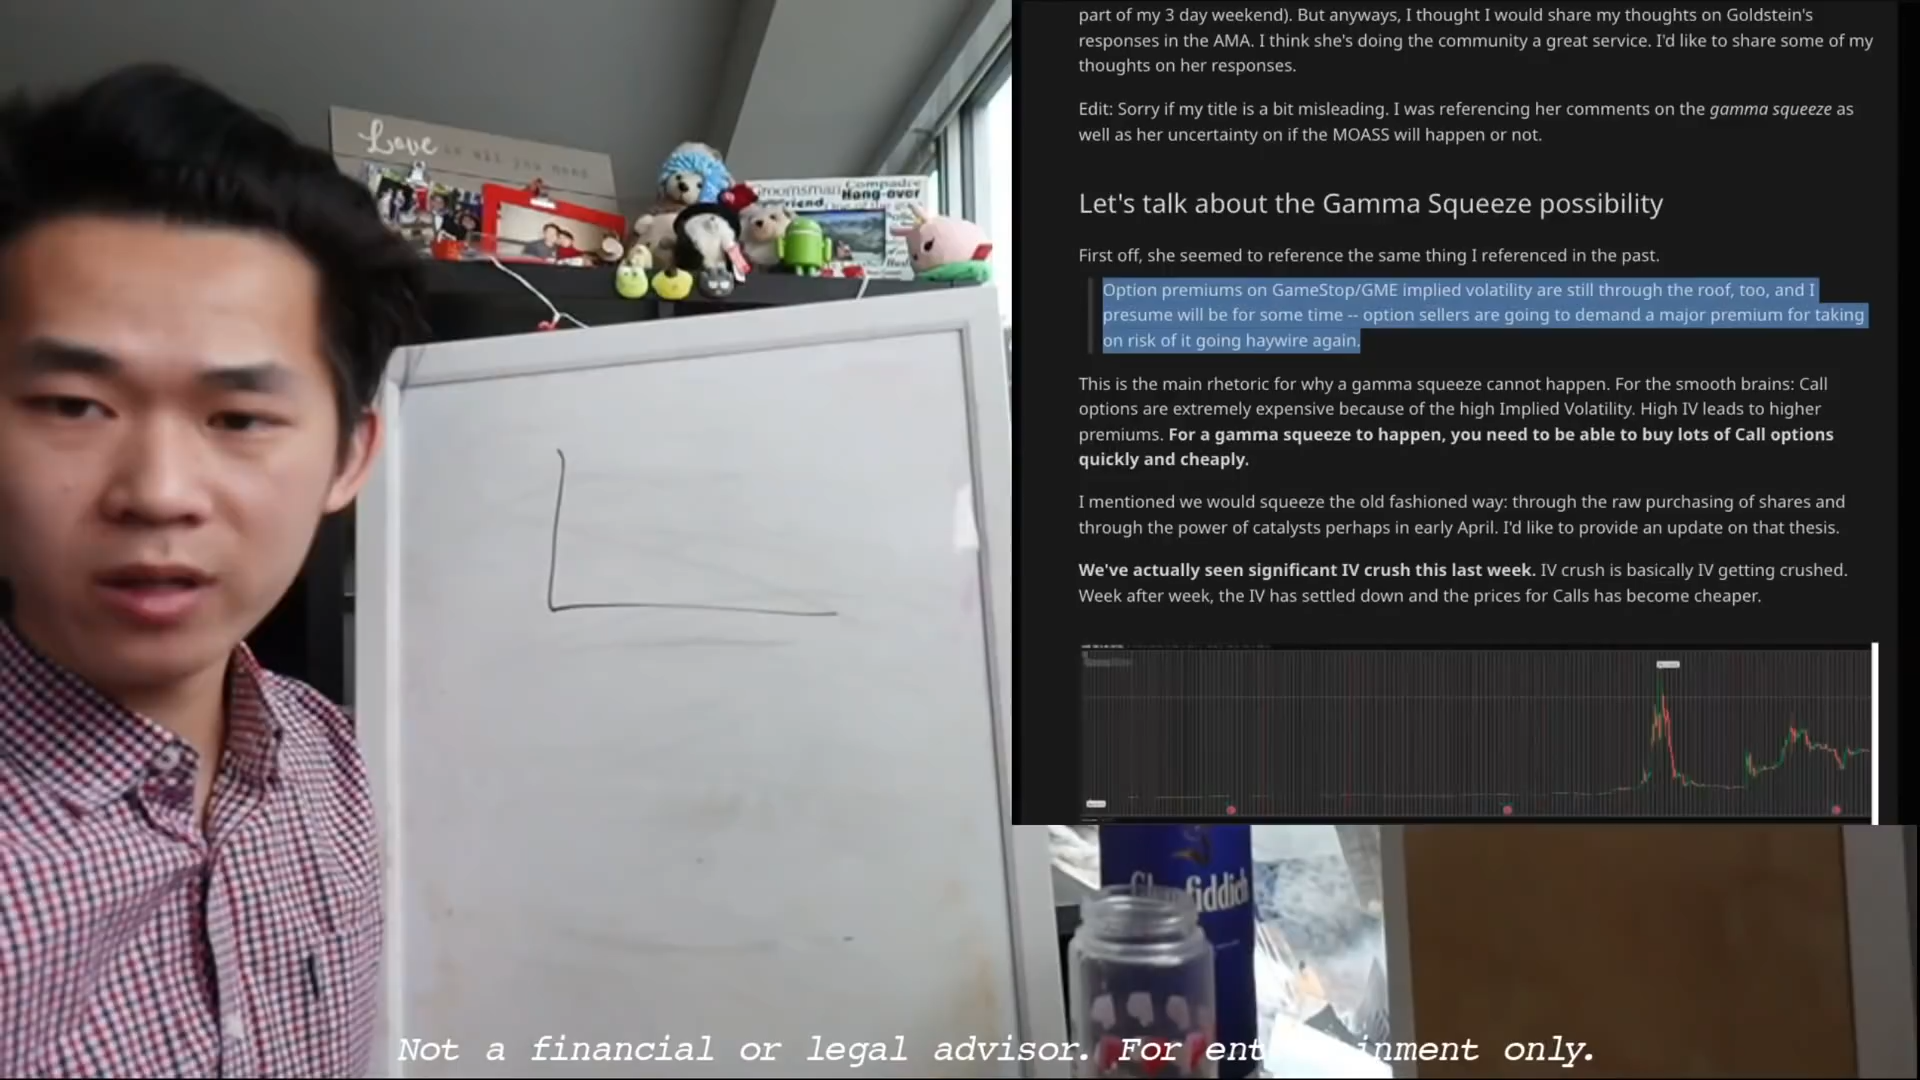 Love is all you need
Groomsman
Compadre
Hang-over
friend
part of my 3 day weekend). But anyways, I thought I would share my thoughts on Goldstein's
responses in the AMA. I think she's doing the community a great service. I'd like to share some of my
thoughts on her responses.
Edit: Sorry if my title is a bit misleading. I was referencing her comments on the gamma squeeze as
well as her uncertainty on if the MOASS will happen or not.
Let's talk about the Gamma Squeeze possibility
First off, she seemed to reference the same thing I referenced in the past.
Option premiums on GameStop/GME implied volatility are still through the roof, too, and I
presume will be for some time -- option sellers are going to demand a major premium for taking
on risk of it going haywire again.
This is the main rhetoric for why a gamma squeeze cannot happen. For the smooth brains: Call
options are extremely expensive because of the high Implied Volatility. High IV leads to higher
premiums. For a gamma squeeze to happen, you need to be able to buy lots of Call options
quickly and cheaply.
I mentioned we would squeeze the old fashioned way: through the raw purchasing of shares and
through the power of catalysts perhaps in early April. I'd like to provide an update on that thesis.
We've actually seen significant IV crush this last week. IV crush is basically IV getting crushed.
Week after week, the IV has settled down and the prices for Calls has become cheaper.
Glenfiddich
Not a financial or legal advisor. For entertainment only.